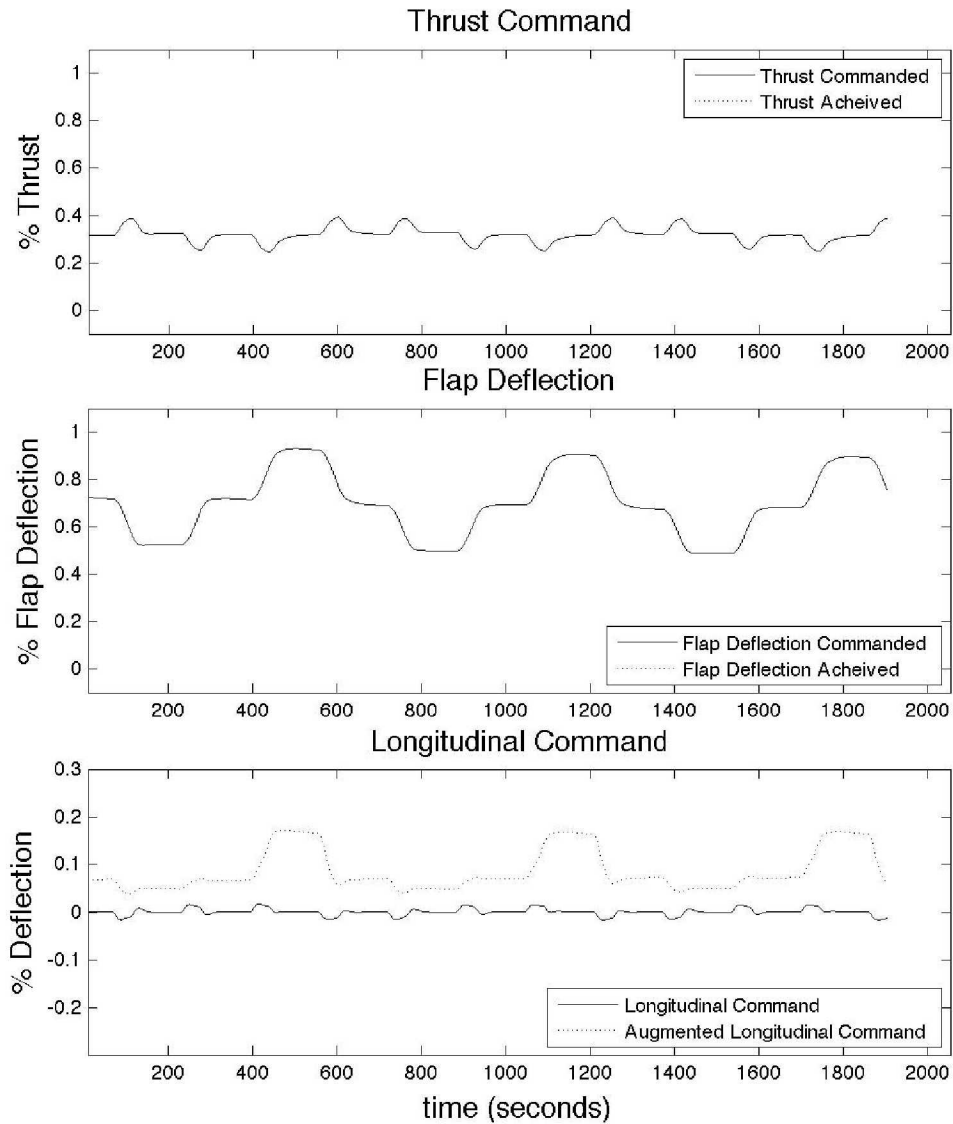 Thrust Command
% Thrust
1
0.8
0.6
0.4
0.2
0
Thrust Commanded
Thrust Acheived
200 400 600 800 1000 1200 1400 1600 1800 2000
Flap Deflection
% Flap Deflection
1
0.8
0.6
0.4
0.2
0
Flap Deflection Commanded
Flap Deflection Acheived
200 400 600 800 1000 1200 1400 1600 1800 2000
Longitudinal Command
% Deflection
0.3
0.2
0.1
0
-0.1
-0.2
Longitudinal Command
Augmented Longitudinal Command
200 400 600 800 1000 1200 1400 1600 1800 2000
time (seconds)